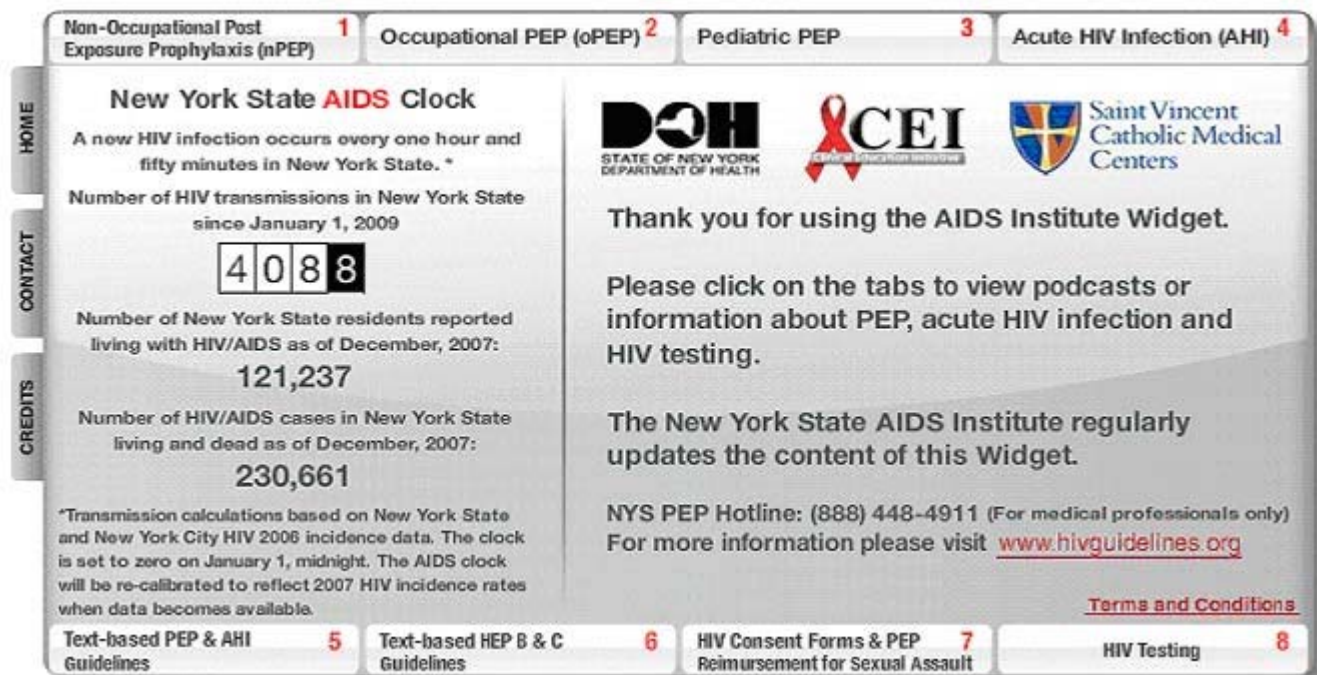 Non-Occupational Post
Exposure Prophylaxis (nPEP)
1
Occupational PEP (oPEP) 2
Pediatric PEP 3
Acute HIV Infection (AHI) 4
HOME
CONTACT
CREDITS
New York State AIDS Clock
A new HIV infection occurs every one hour and
fifty minutes in New York State. *
Number of HIV transmissions in New York State
since January 1, 2009
4088
Number of New York State residents reported
living with HIV/AIDS as of December, 2007:
121,237
Number of HIV/AIDS cases in New York State
living and dead as of December, 2007:
230,661
*Transmission calculations based on New York State
and New York City HIV 2006 incidence data. The clock
is set to zero on January 1, midnight. The AIDS clock
will be re-calibrated to reflect 2007 HIV incidence rates
when data becomes available.
DOH
STATE OF NEW YORK
DEPARTMENT OF HEALTH
CEI
Clinical Education Initiative
Saint Vincent
Catholic Medical
Centers
Thank you for using the AIDS Institute Widget.
Please click on the tabs to view podcasts or
information about PEP, acute HIV infection and
HIV testing.
The New York State AIDS Institute regularly
updates the content of this Widget.
NYS PEP Hotline: (888) 448-4911 (For medical professionals only)
For more information please visit www.hivguidelines.org
Terms and Conditions
Text-based PEP & AHI
Guidelines
5
Text-based HEP B & C
Guidelines
6
HIV Consent Forms & PEP
Reimursement for Sexual Assault
7
HIV Testing 8